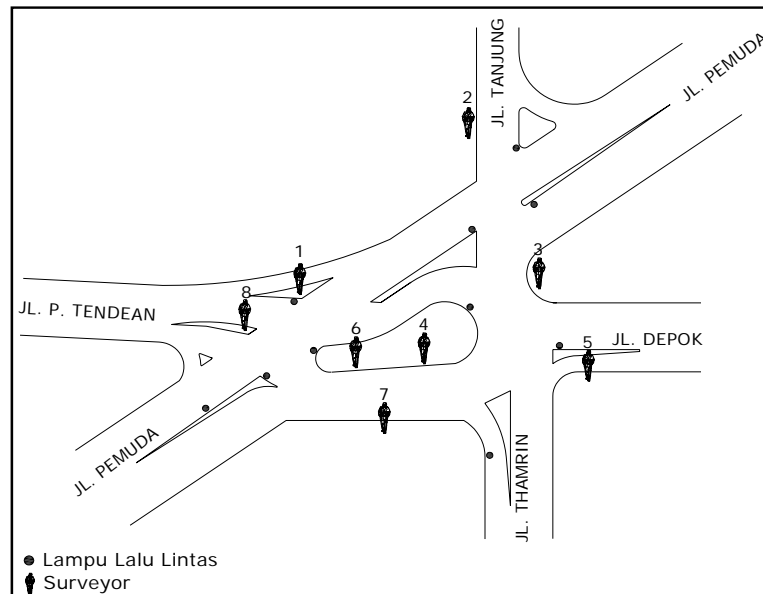 JL. TANJUNG
JL. PEMUDA
2
1
3
8
JL. P. TENDEAN
6
4
5
JL. DEPOK
7
JL. PEMUDA
JL. THAMRIN
Lampu Lalu Lintas
Surveyor